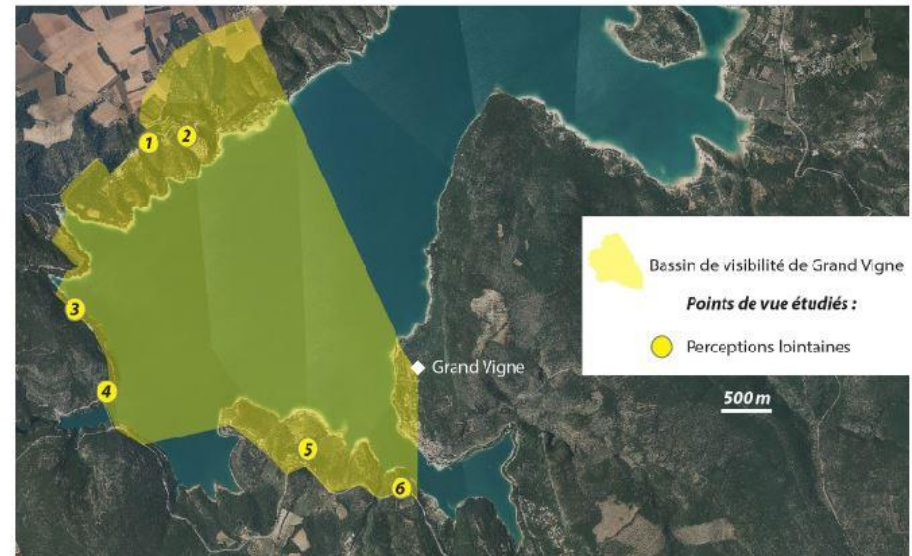 1
2
Bassin de visibilité de Grand Vigne
Points de vue étudiés :
3
Perceptions lointaines
Grand Vigne
4
500 m
5
6